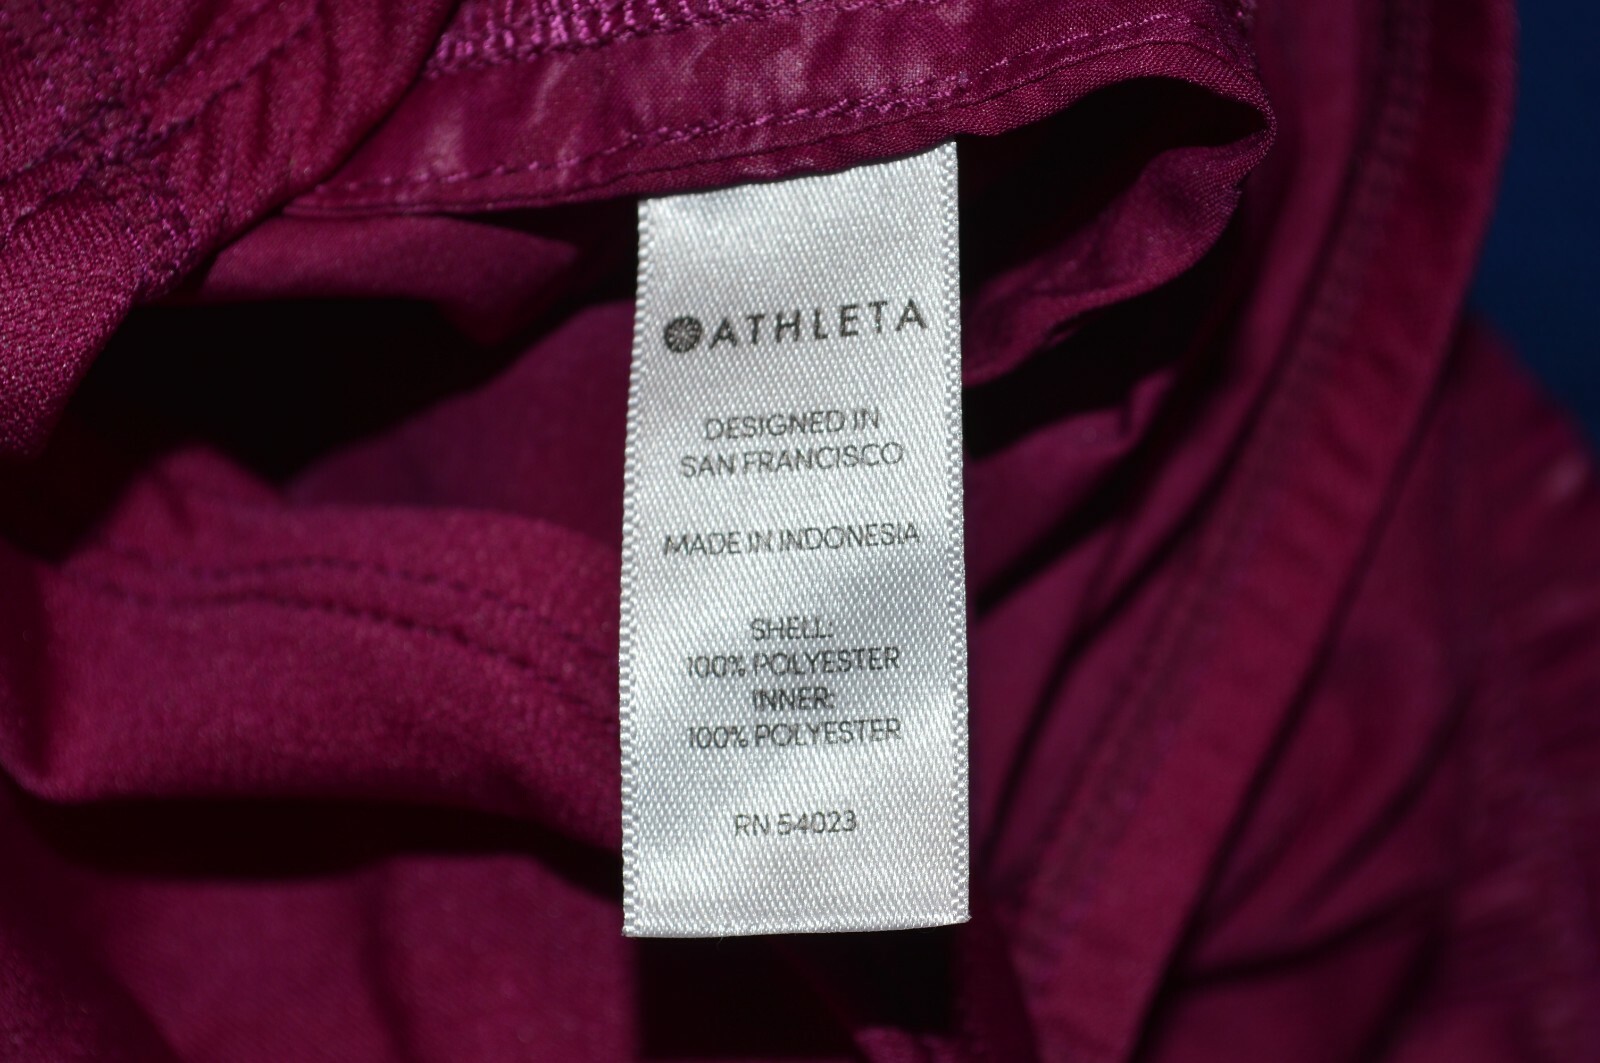 ATHLETA
DESIGNED IN
SAN FRANCISCO
MADE IN INDONESIA
SHELL:
100% POLYESTER
INNER:
100% POLYESTER
RN 54023